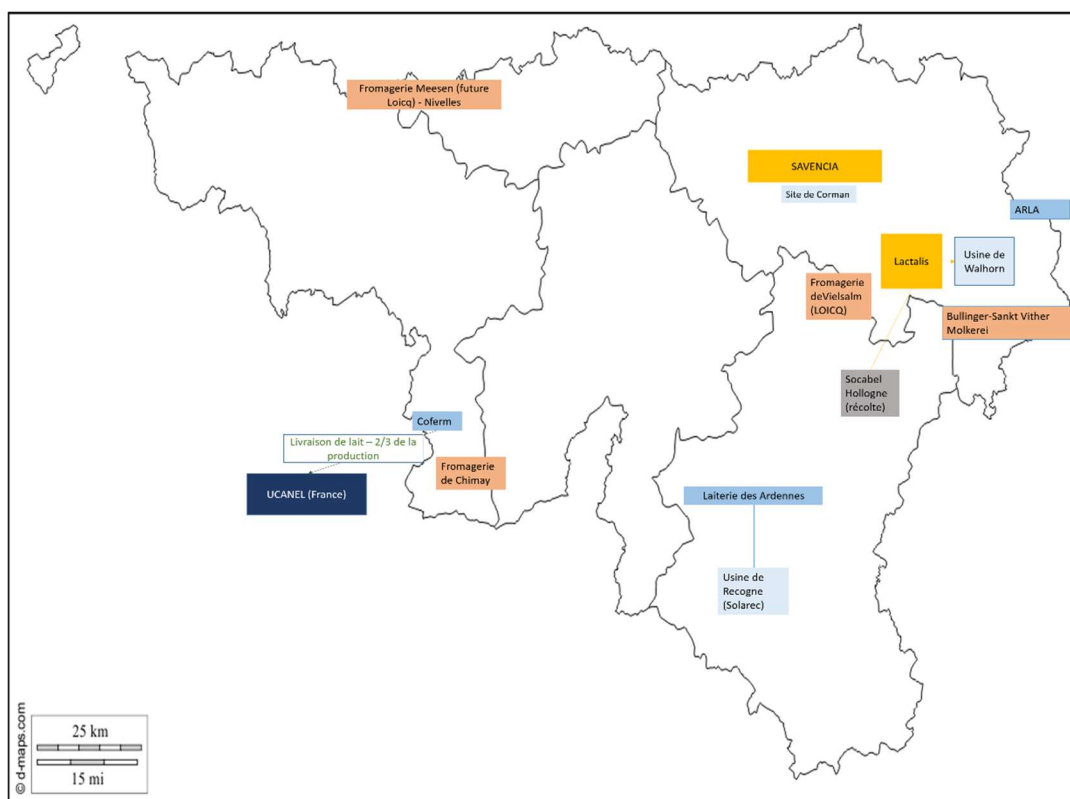 Fromagerie Meesen (future
Loicq) - Nivelles
SAVENCIA
Site de Corman
ARLA
Lactalis
Usine de
Walhorn
Fromagerie
deVielsalm
(LOICQ)
Bullinger-Sankt Vither
Molkerei
Socabel
Hollogne
(récolte)
Coferm
Livraison de lait – 2/3 de la
production
Fromagerie
de Chimay
UCANEL (France)
Laiterie des Ardennes
Usine de
Recogne
(Solarec)
25 km
15 mi
© d-maps.com